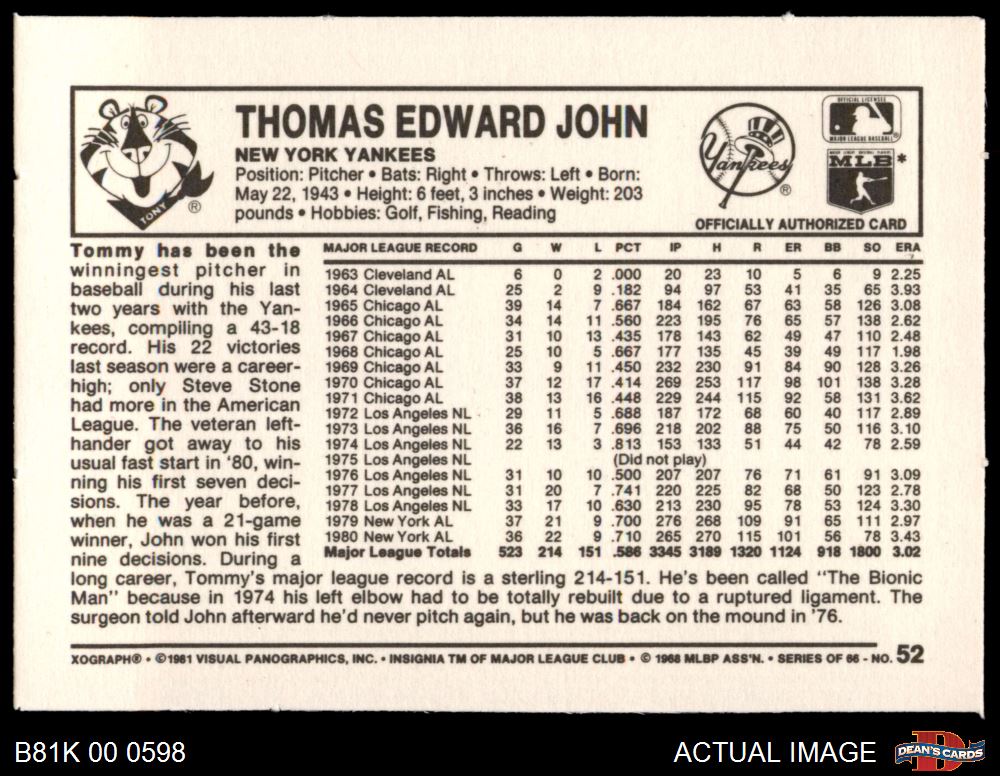 TONY
®
THOMAS EDWARD JOHN
NEW YORK YANKEES
Position: Pitcher • Bats: Right • Throws: Left • Born:
May 22, 1943 • Height: 6 feet, 3 inches • Weight: 203
pounds • Hobbies: Golf, Fishing, Reading
Yankees
®
OFFICIAL LICENSEE
MAJOR LEAGUE BASEBALL
MLB*
OFFICIALLY AUTHORIZED CARD
Tommy has been the
winningest pitcher in
baseball during his last
two years with the Yan-
kees, compiling a 43-18
record. His 22 victories
last season were a career-
high; only Steve Stone
had more in the American
League. The veteran left-
hander got away to his
usual fast start in '80, win-
ning his first seven deci-
sions. The year before,
when he was a 21-game
winner, John won his first
nine decisions. During a
long career, Tommy's major league record is a sterling 214-151. He's been called "The Bionic
Man" because in 1974 his left elbow had to be totally rebuilt due to a ruptured ligament. The
surgeon told John afterward he'd never pitch again, but he was back on the mound in '76.
MAJOR LEAGUE RECORD G W L PCT IP H R ER BB SO ERA
1963 Cleveland AL 6 0 2 .000 20 23 10 5 6 9 2.25
1964 Cleveland AL 25 2 9 .182 94 97 53 41 35 65 3.93
1965 Chicago AL 39 14 7 .667 184 162 67 63 58 126 3.08
1966 Chicago AL 34 14 11 .560 223 195 76 65 57 138 2.62
1967 Chicago AL 31 10 13 .435 178 143 62 49 47 110 2.48
1968 Chicago AL 25 10 5 .667 177 135 45 39 49 117 1.98
1969 Chicago AL 33 9 11 .450 232 230 91 84 90 128 3.26
1970 Chicago AL 37 12 17 .414 269 253 117 98 101 138 3.28
1971 Chicago AL 38 13 16 .448 229 244 115 92 58 131 3.62
1972 Los Angeles NL 29 11 5 .688 187 172 68 60 40 117 2.89
1973 Los Angeles NL 36 16 7 .696 218 202 88 75 50 116 3.10
1974 Los Angeles NL 22 13 3 .813 153 133 51 44 42 78 2.59
1975 Los Angeles NL (Did not play)
1976 Los Angeles NL 31 10 10 .500 207 207 76 71 61 91 3.09
1977 Los Angeles NL 31 20 7 .741 220 225 82 68 50 123 2.78
1978 Los Angeles NL 33 17 10 .630 213 230 95 78 53 124 3.30
1979 New York AL 37 21 9 .700 276 268 109 91 65 111 2.97
1980 New York AL 36 22 9 .710 265 270 115 101 56 78 3.43
Major League Totals 523 214 151 .586 3345 3189 1320 1124 918 1800 3.02
XOGRAPH® • ©1981 VISUAL PANOGRAPHICS, INC. • INSIGNIA TM OF MAJOR LEAGUE CLUB • © 1968 MLBP ASS'N. • SERIES OF 66 - NO. 52
B81K 00 0598
ACTUAL IMAGE
DEAN'S CARDS